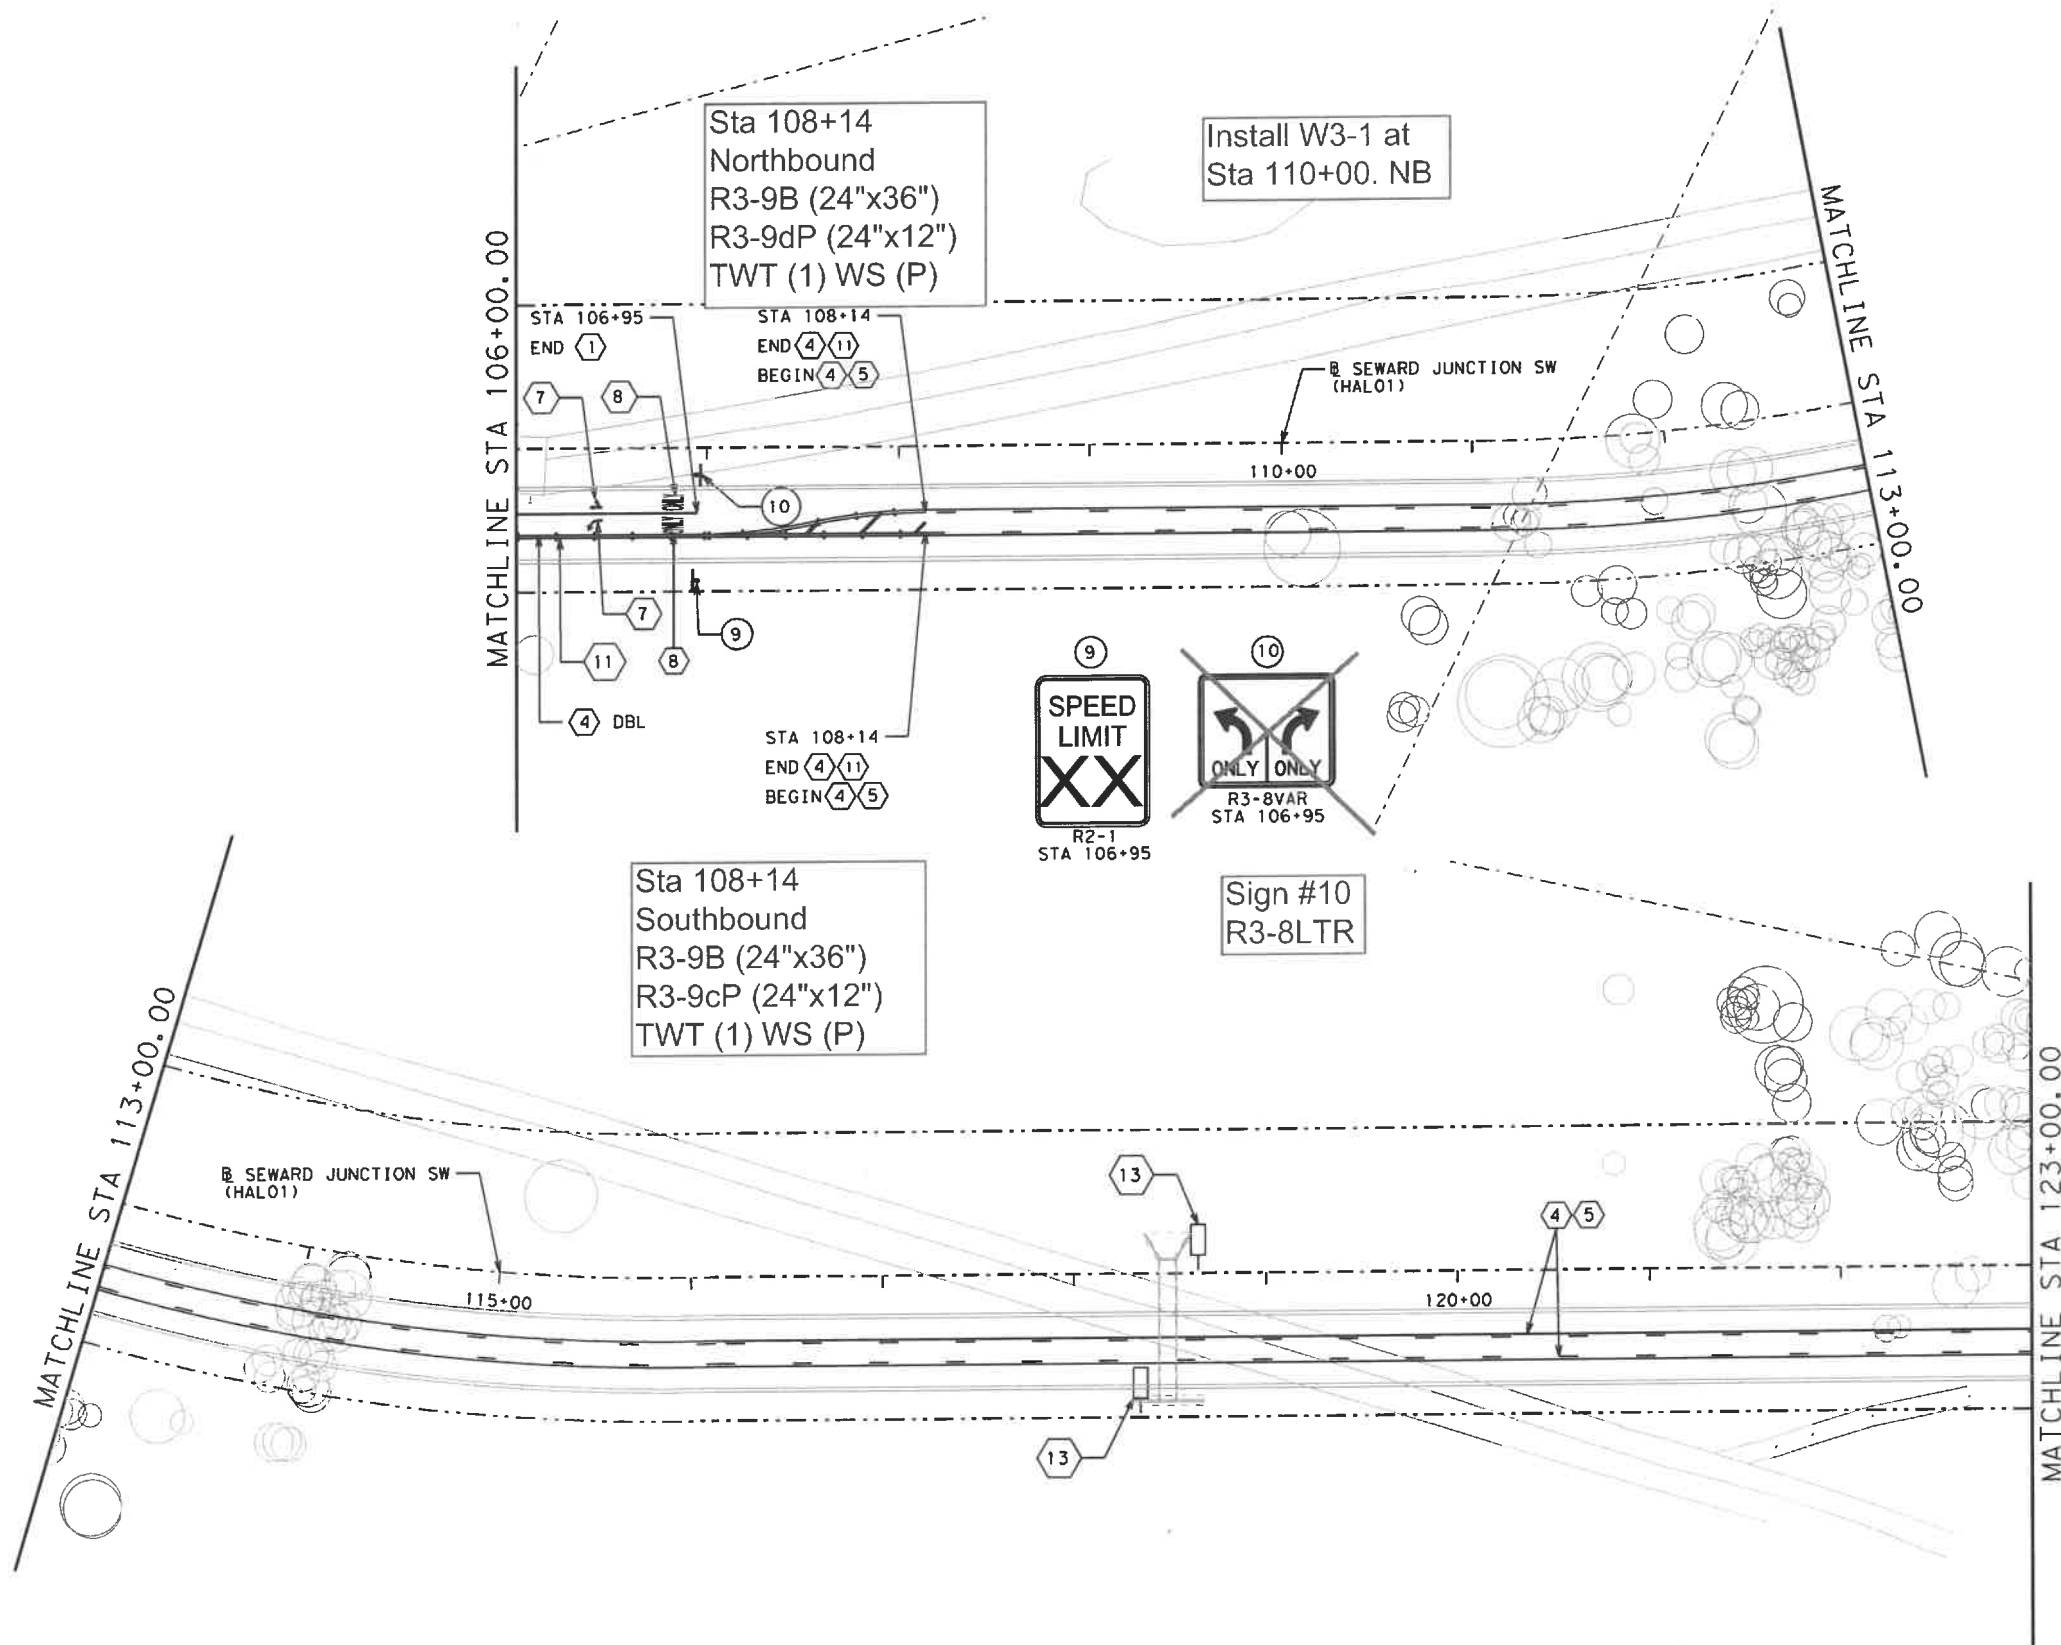 Sta 108+14
Northbound
R3-9B (24"x36")
R3-9dP (24"x12")
TWT (1) WS (P)
Install W3-1 at
Sta 110+00. NB
MATCHLINE STA 106+00.00
MATCHLINE STA 113+00.00
STA 106+95
END 1
STA 108+14
END 4 11
BEGIN 4 5
7
8
℄ SEWARD JUNCTION SW
(HAL01)
110+00
ONLY ONLY
10
7
9
11
8
4 DBL
STA 108+14
END 4 11
BEGIN 4 5
9
SPEED
LIMIT
XX
R2-1
STA 106+95
10
ONLY ONLY
R3-8VAR
STA 106+95
Sta 108+14
Southbound
R3-9B (24"x36")
R3-9cP (24"x12")
TWT (1) WS (P)
Sign #10
R3-8LTR
MATCHLINE STA 113+00.00
MATCHLINE STA 123+00.00
℄ SEWARD JUNCTION SW
(HAL01)
13
4 5
115+00
120+00
13